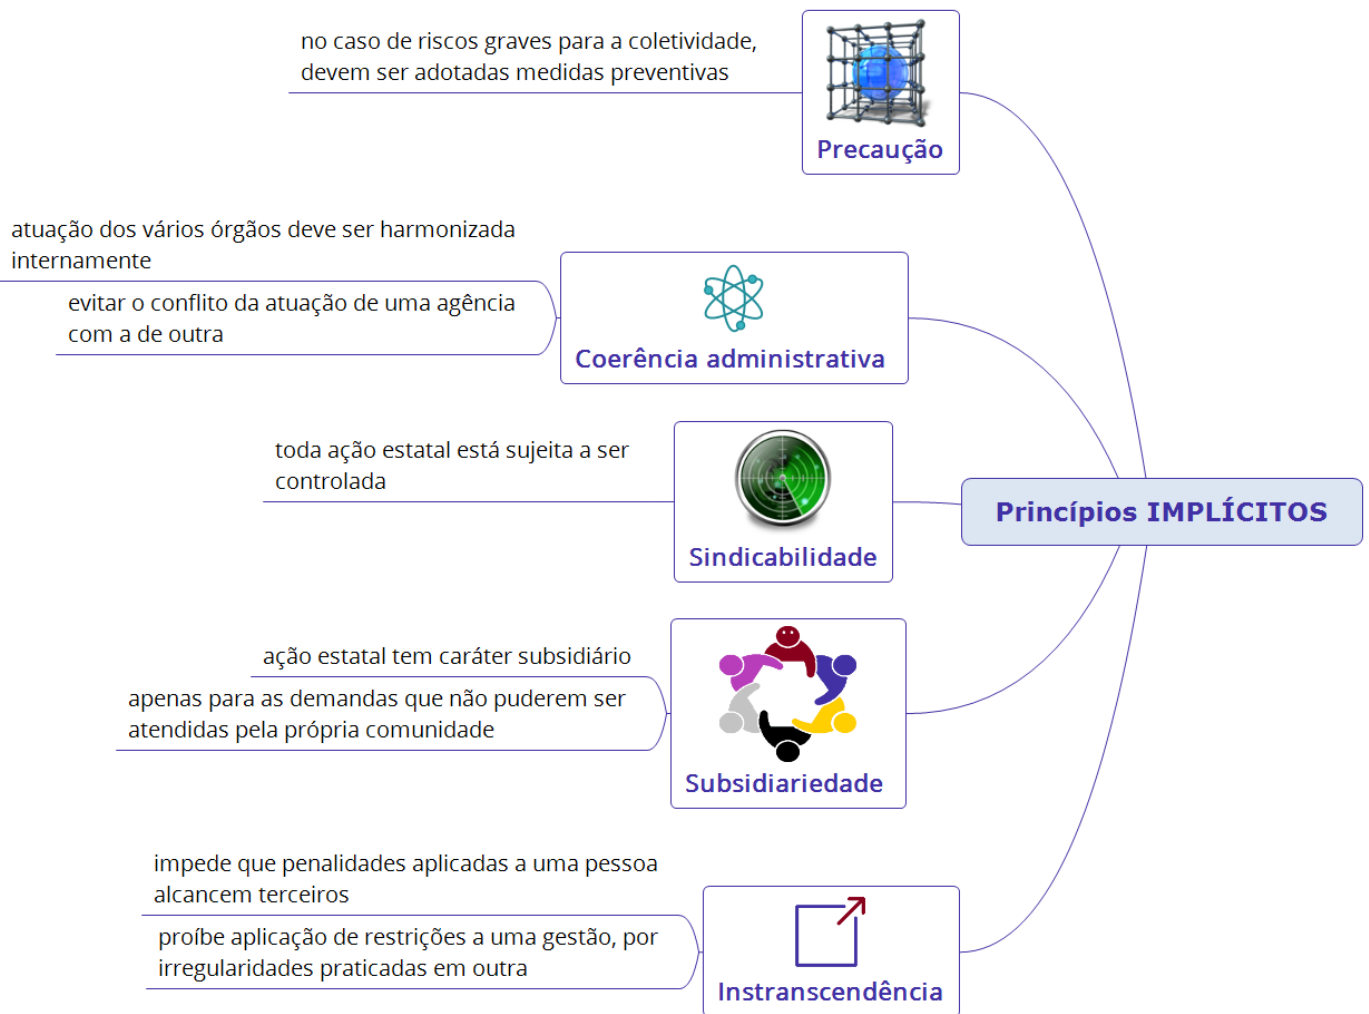 no caso de riscos graves para a coletividade,
devem ser adotadas medidas preventivas
Precaução
atuação dos vários órgãos deve ser harmonizada
internamente
evitar o conflito da atuação de uma agência
com a de outra
Coerência administrativa
toda ação estatal está sujeita a ser
controlada
Sindicabilidade
Princípios IMPLÍCITOS
ação estatal tem caráter subsidiário
apenas para as demandas que não puderem ser
atendidas pela própria comunidade
Subsidiariedade
impede que penalidades aplicadas a uma pessoa
alcancem terceiros
proíbe aplicação de restrições a uma gestão, por
irregularidades praticadas em outra
Instranscendência